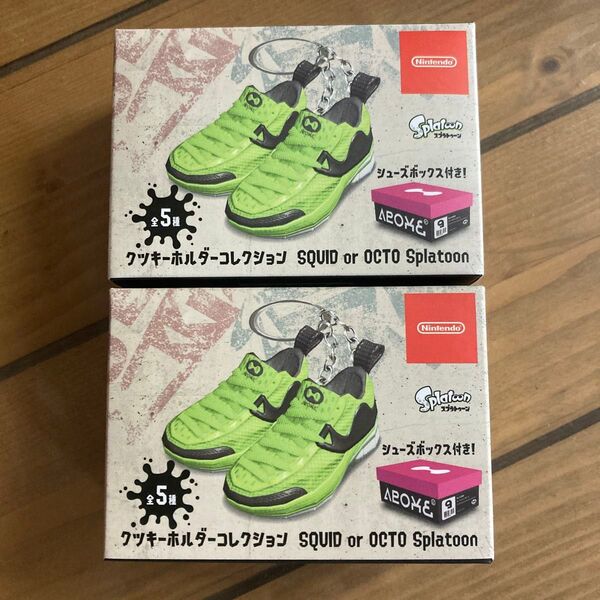 Nintendo
Splatoon
スプラトゥーン
シューズボックス付き!
全5種
クツキーホルダーコレクション SQUID or OCTO Splatoon
Nintendo
Splatoon
スプラトゥーン
シューズボックス付き!
全5種
クツキーホルダーコレクション SQUID or OCTO Splatoon